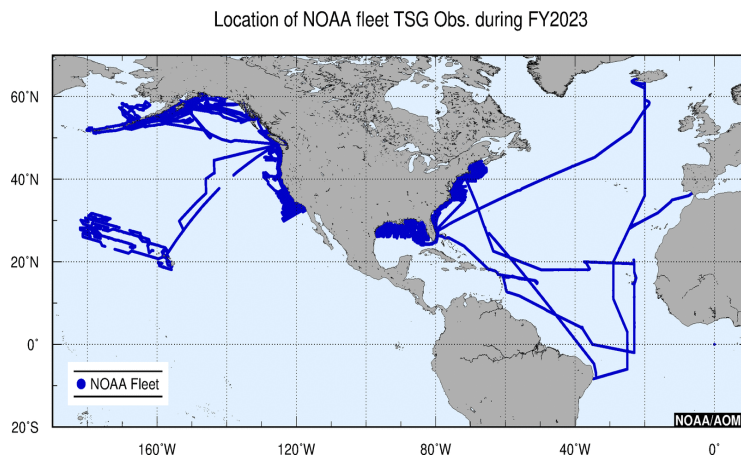 Location of NOAA fleet TSG Obs. during FY2023
60°N
40°N
20°N
0°
20°S
NOAA Fleet
NOAA/AOM
160°W
120°W
80°W
40°W
0°